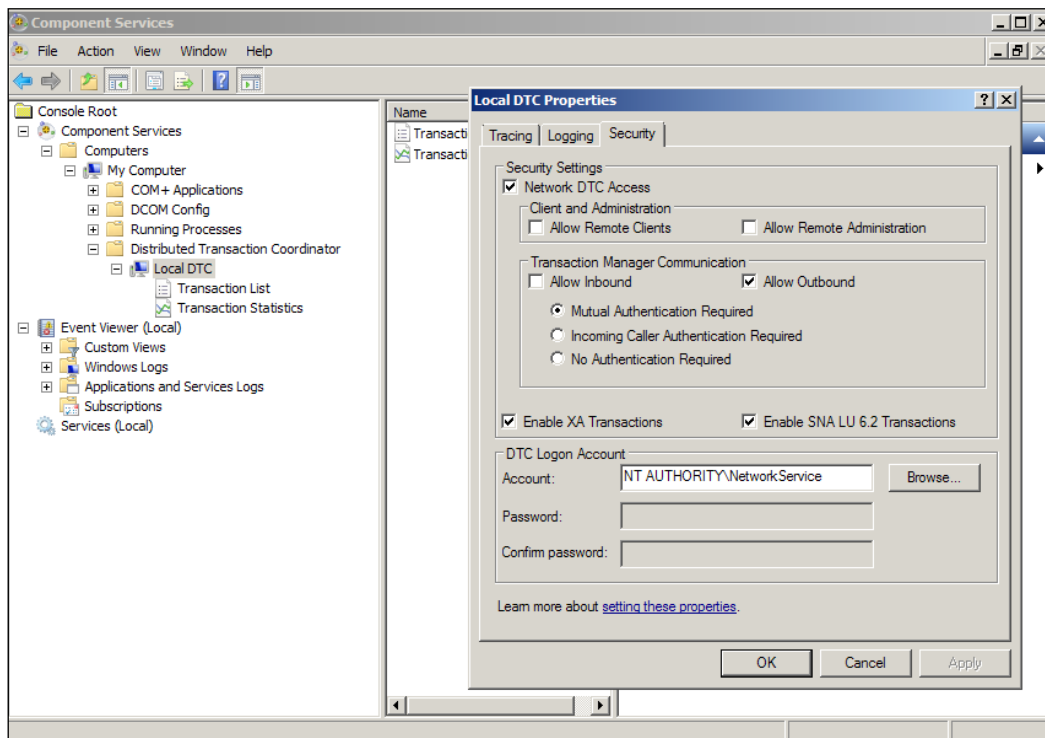 Component Services
File Action View Window Help
Console Root
Component Services
Computers
My Computer
COM+ Applications
DCOM Config
Running Processes
Distributed Transaction Coordinator
Local DTC
Transaction List
Transaction Statistics
Event Viewer (Local)
Custom Views
Windows Logs
Applications and Services Logs
Subscriptions
Services (Local)
Name
Transacti
Transacti
Local DTC Properties
Tracing Logging Security
Security Settings
Network DTC Access
Client and Administration
Allow Remote Clients Allow Remote Administration
Transaction Manager Communication
Allow Inbound Allow Outbound
Mutual Authentication Required
Incoming Caller Authentication Required
No Authentication Required
Enable XA Transactions Enable SNA LU 6.2 Transactions
DTC Logon Account
Account: NT AUTHORITY\NetworkService Browse...
Password:
Confirm password:
Learn more about setting these properties.
OK Cancel Apply